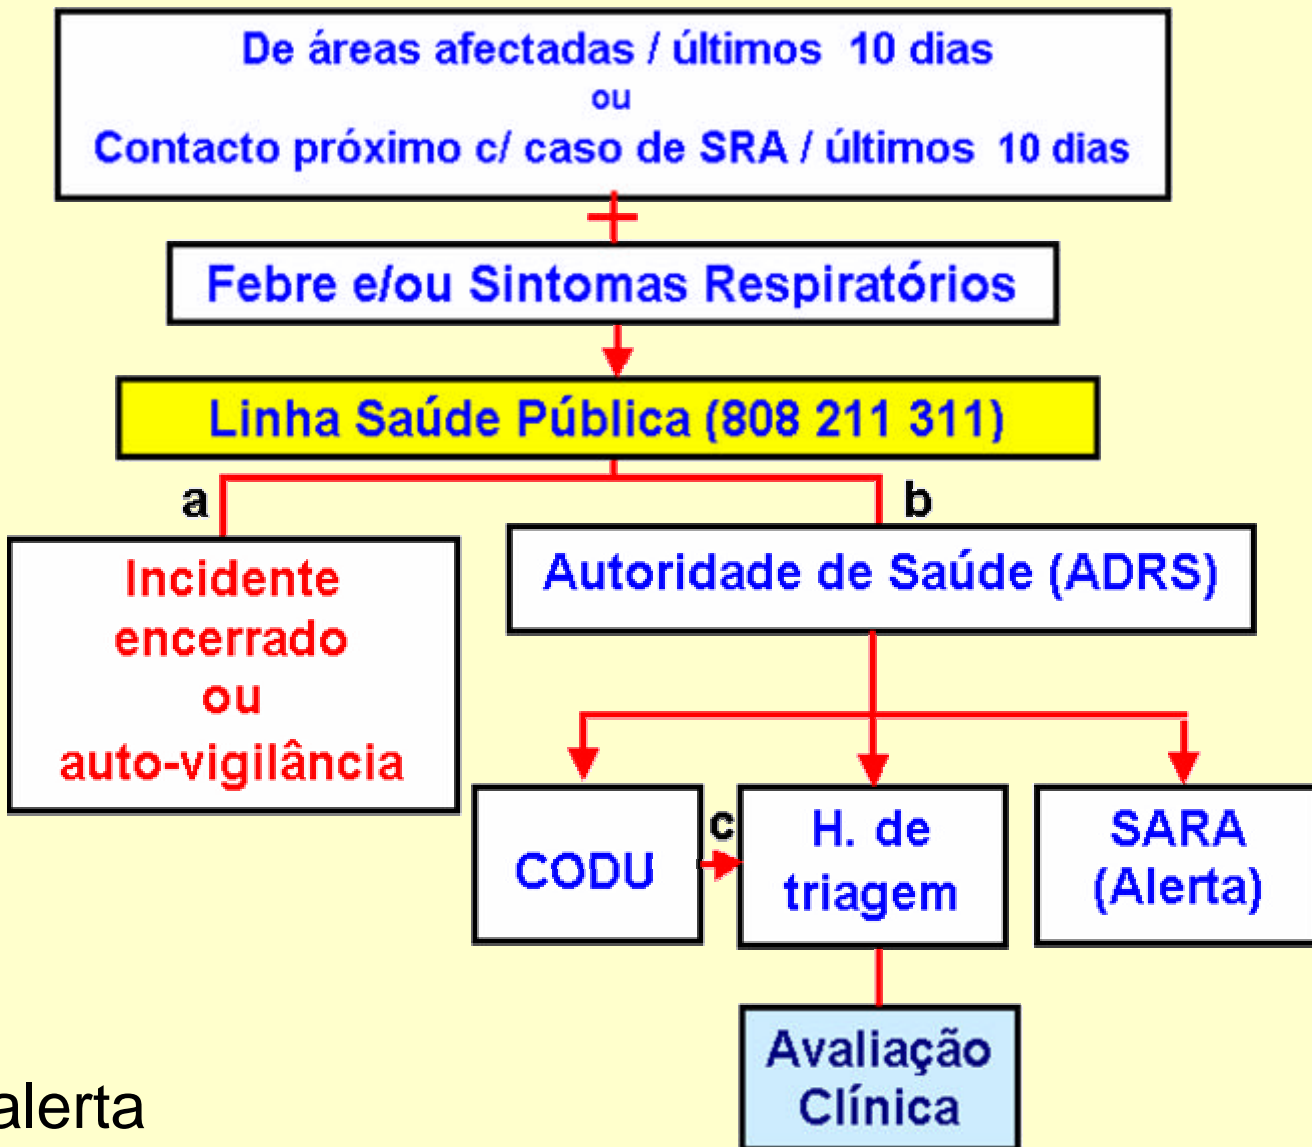 De áreas afectadas / últimos 10 dias
ou
Contacto próximo c/ caso de SRA / últimos 10 dias
Febre e/ou Sintomas Respiratórios
Linha Saúde Pública (808 211 311)
a
b
Incidente
encerrado
ou
auto-vigilância
Autoridade de Saúde (ADRS)
CODU
c
H. de
triagem
SARA
(Alerta)
Avaliação
Clínica
alerta